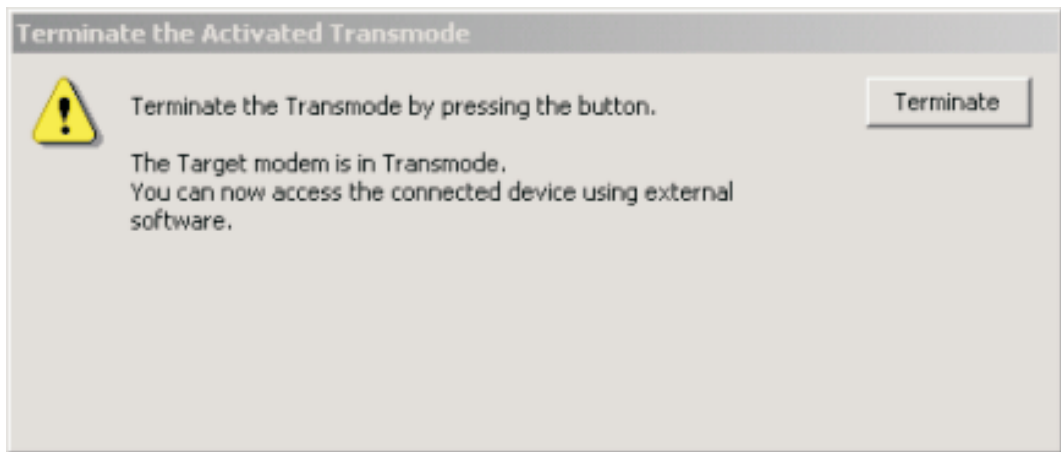 Terminate the Activated Transmode
Terminate the Transmode by pressing the button.
Terminate
The Target modem is in Transmode.
You can now access the connected device using external
software.